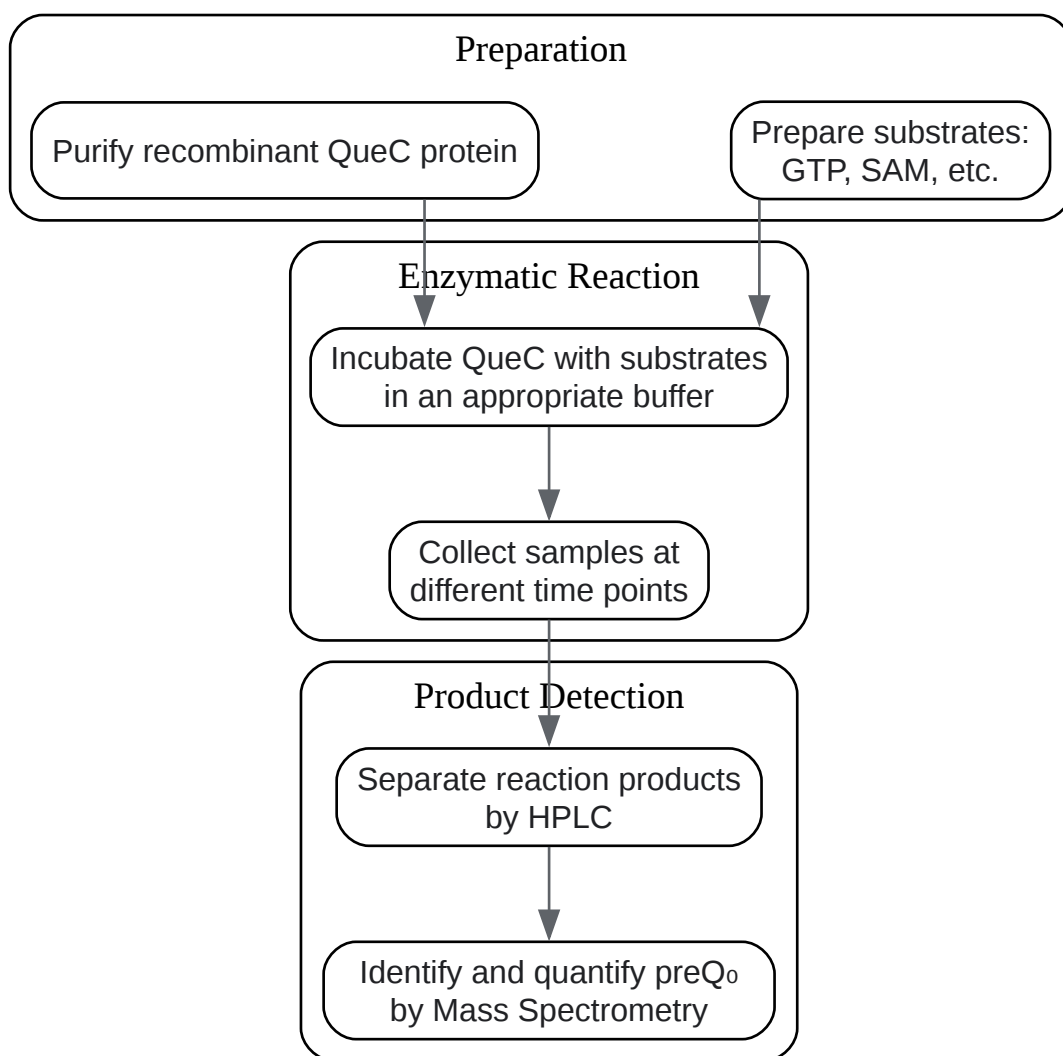 Preparation
Purify recombinant QueC protein
Prepare substrates:
GTP, SAM, etc.
Enzymatic Reaction
Incubate QueC with substrates
in an appropriate buffer
Collect samples at
different time points
Product Detection
Separate reaction products
by HPLC
Identify and quantify preQ₀
by Mass Spectrometry